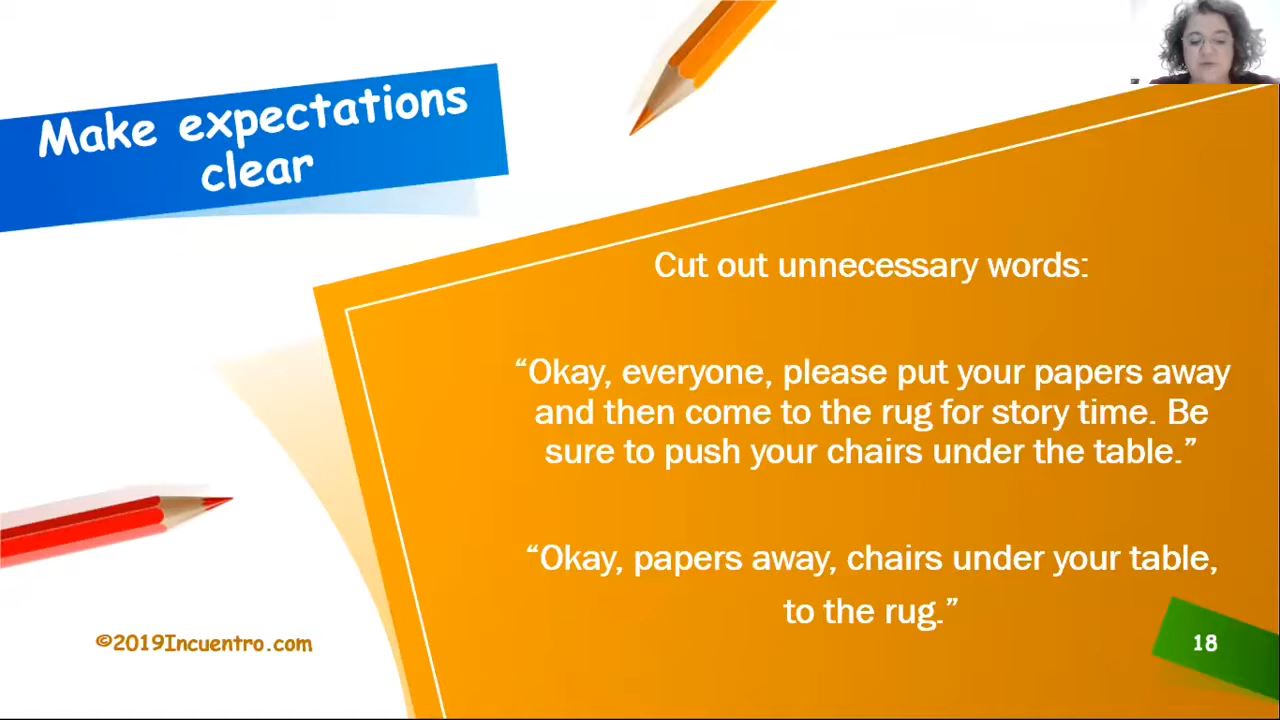 Make expectations
clear
Cut out unnecessary words:
“Okay, everyone, please put your papers away
and then come to the rug for story time. Be
sure to push your chairs under the table.”
“Okay, papers away, chairs under your table,
to the rug.”
©2019Incuentro.com
18